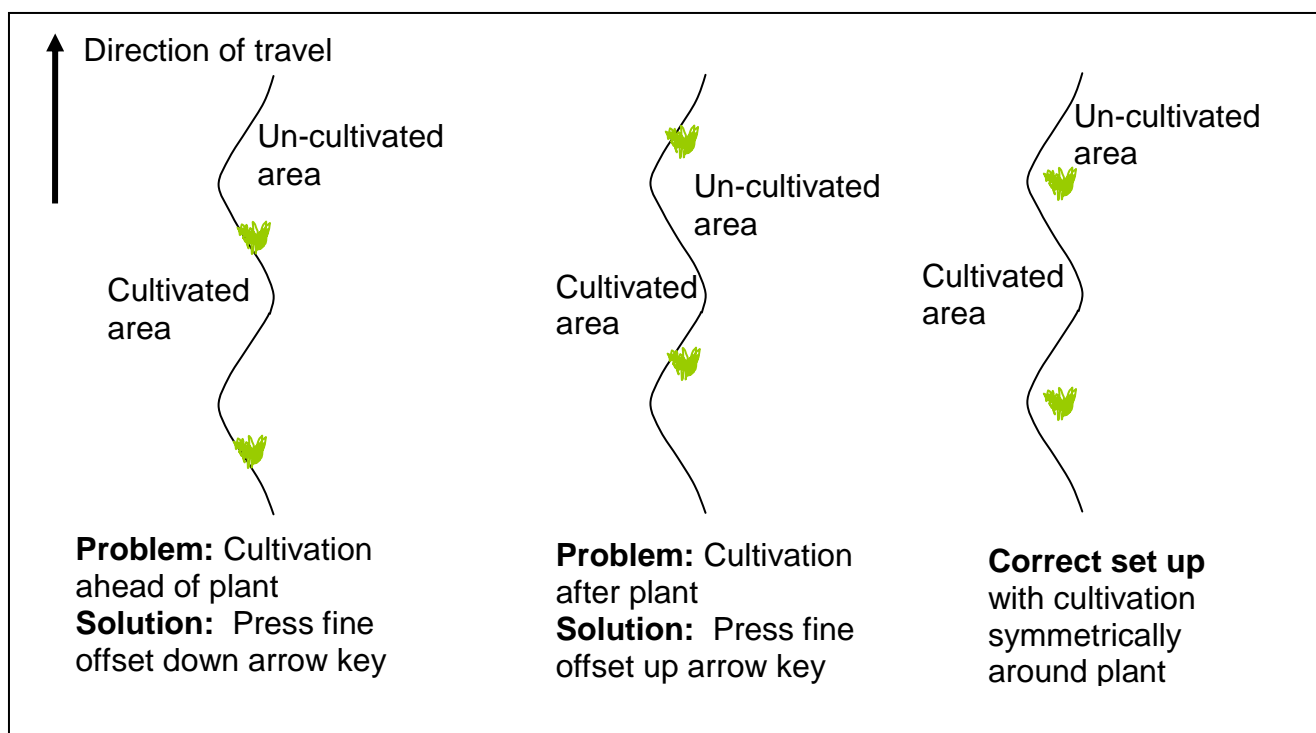 Direction of travel
Un-cultivated
area
Cultivated
area
Problem: Cultivation
ahead of plant
Solution: Press fine
offset down arrow key
Un-cultivated
area
Cultivated
area
Problem: Cultivation
after plant
Solution: Press fine
offset up arrow key
Un-cultivated
area
Cultivated
area
Correct set up
with cultivation
symmetrically
around plant